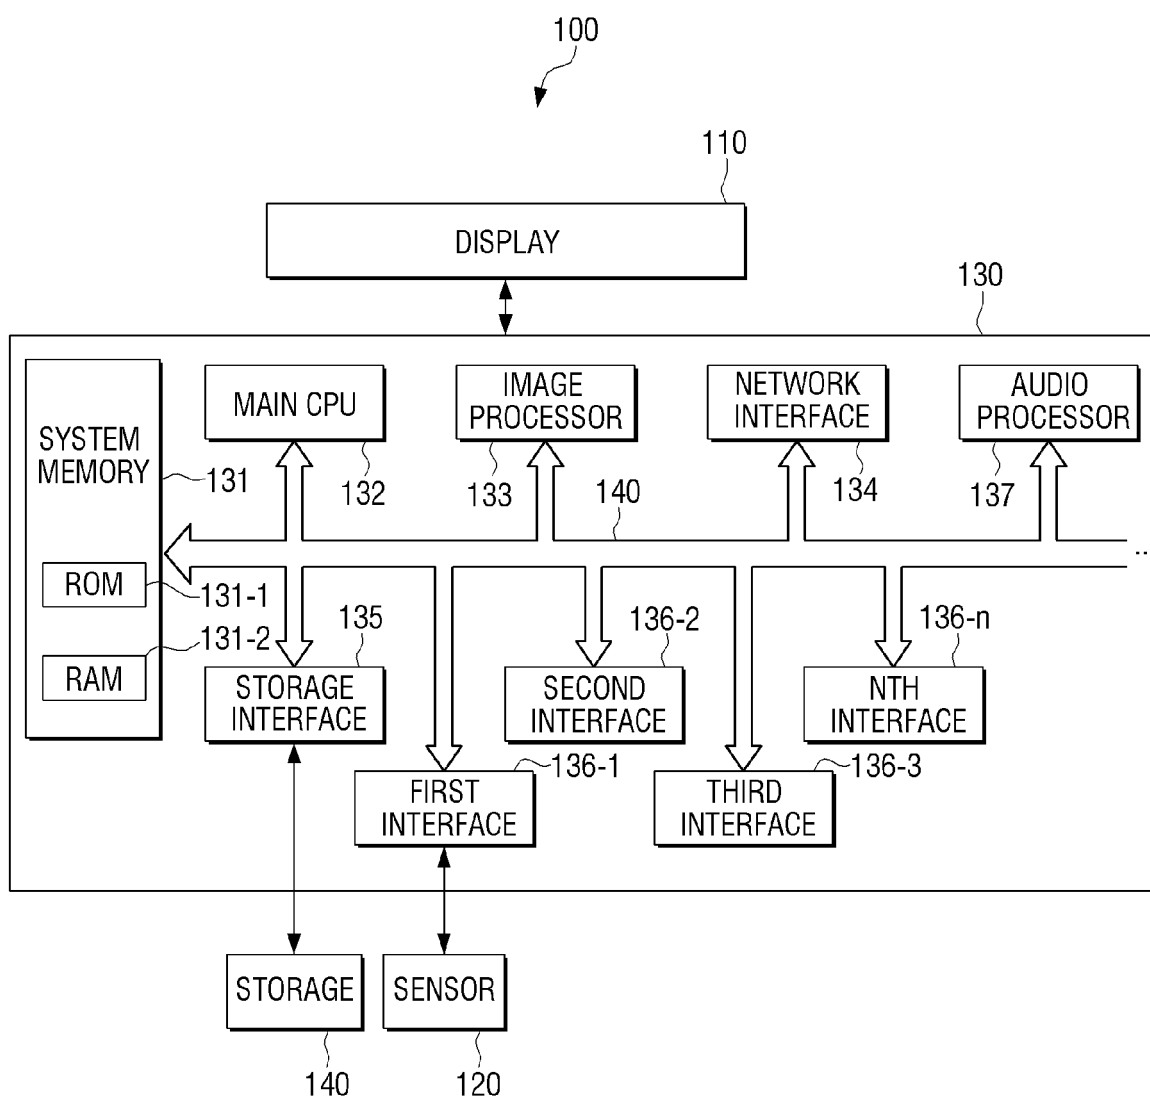 100
110
DISPLAY
130
SYSTEM
MEMORY
131
MAIN CPU
132
IMAGE
PROCESSOR
133
NETWORK
INTERFACE
134
AUDIO
PROCESSOR
137
140
...
ROM
131-1
131-2
RAM
135
STORAGE
INTERFACE
136-2
SECOND
INTERFACE
136-n
NTH
INTERFACE
136-1
FIRST
INTERFACE
136-3
THIRD
INTERFACE
STORAGE
SENSOR
140
120